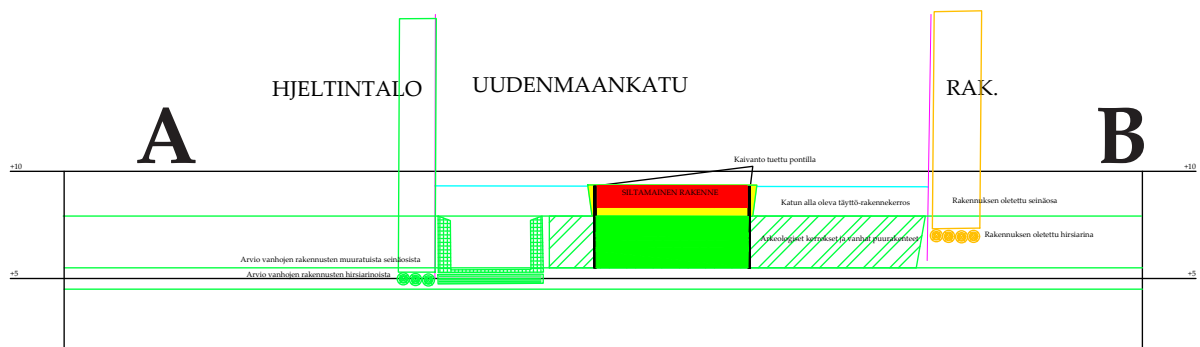 HJELTINTALO
UUDENMAANKATU
RAK.
A
B
Kaivanto tuettu pontilla
+10
+10
SILTAMAINEN RAKENNE
Katun alla oleva täyttö-rakennekerros
Rakennuksen oletettu seinäosa
Arkeologiset kerrokset ja vanhat puurakenteet
Rakennuksen oletettu hirsiarina
Arvio vanhojen rakennusten muuratuista seinäosista
Arvio vanhojen rakennusten hirsiarinoista
+5
+5